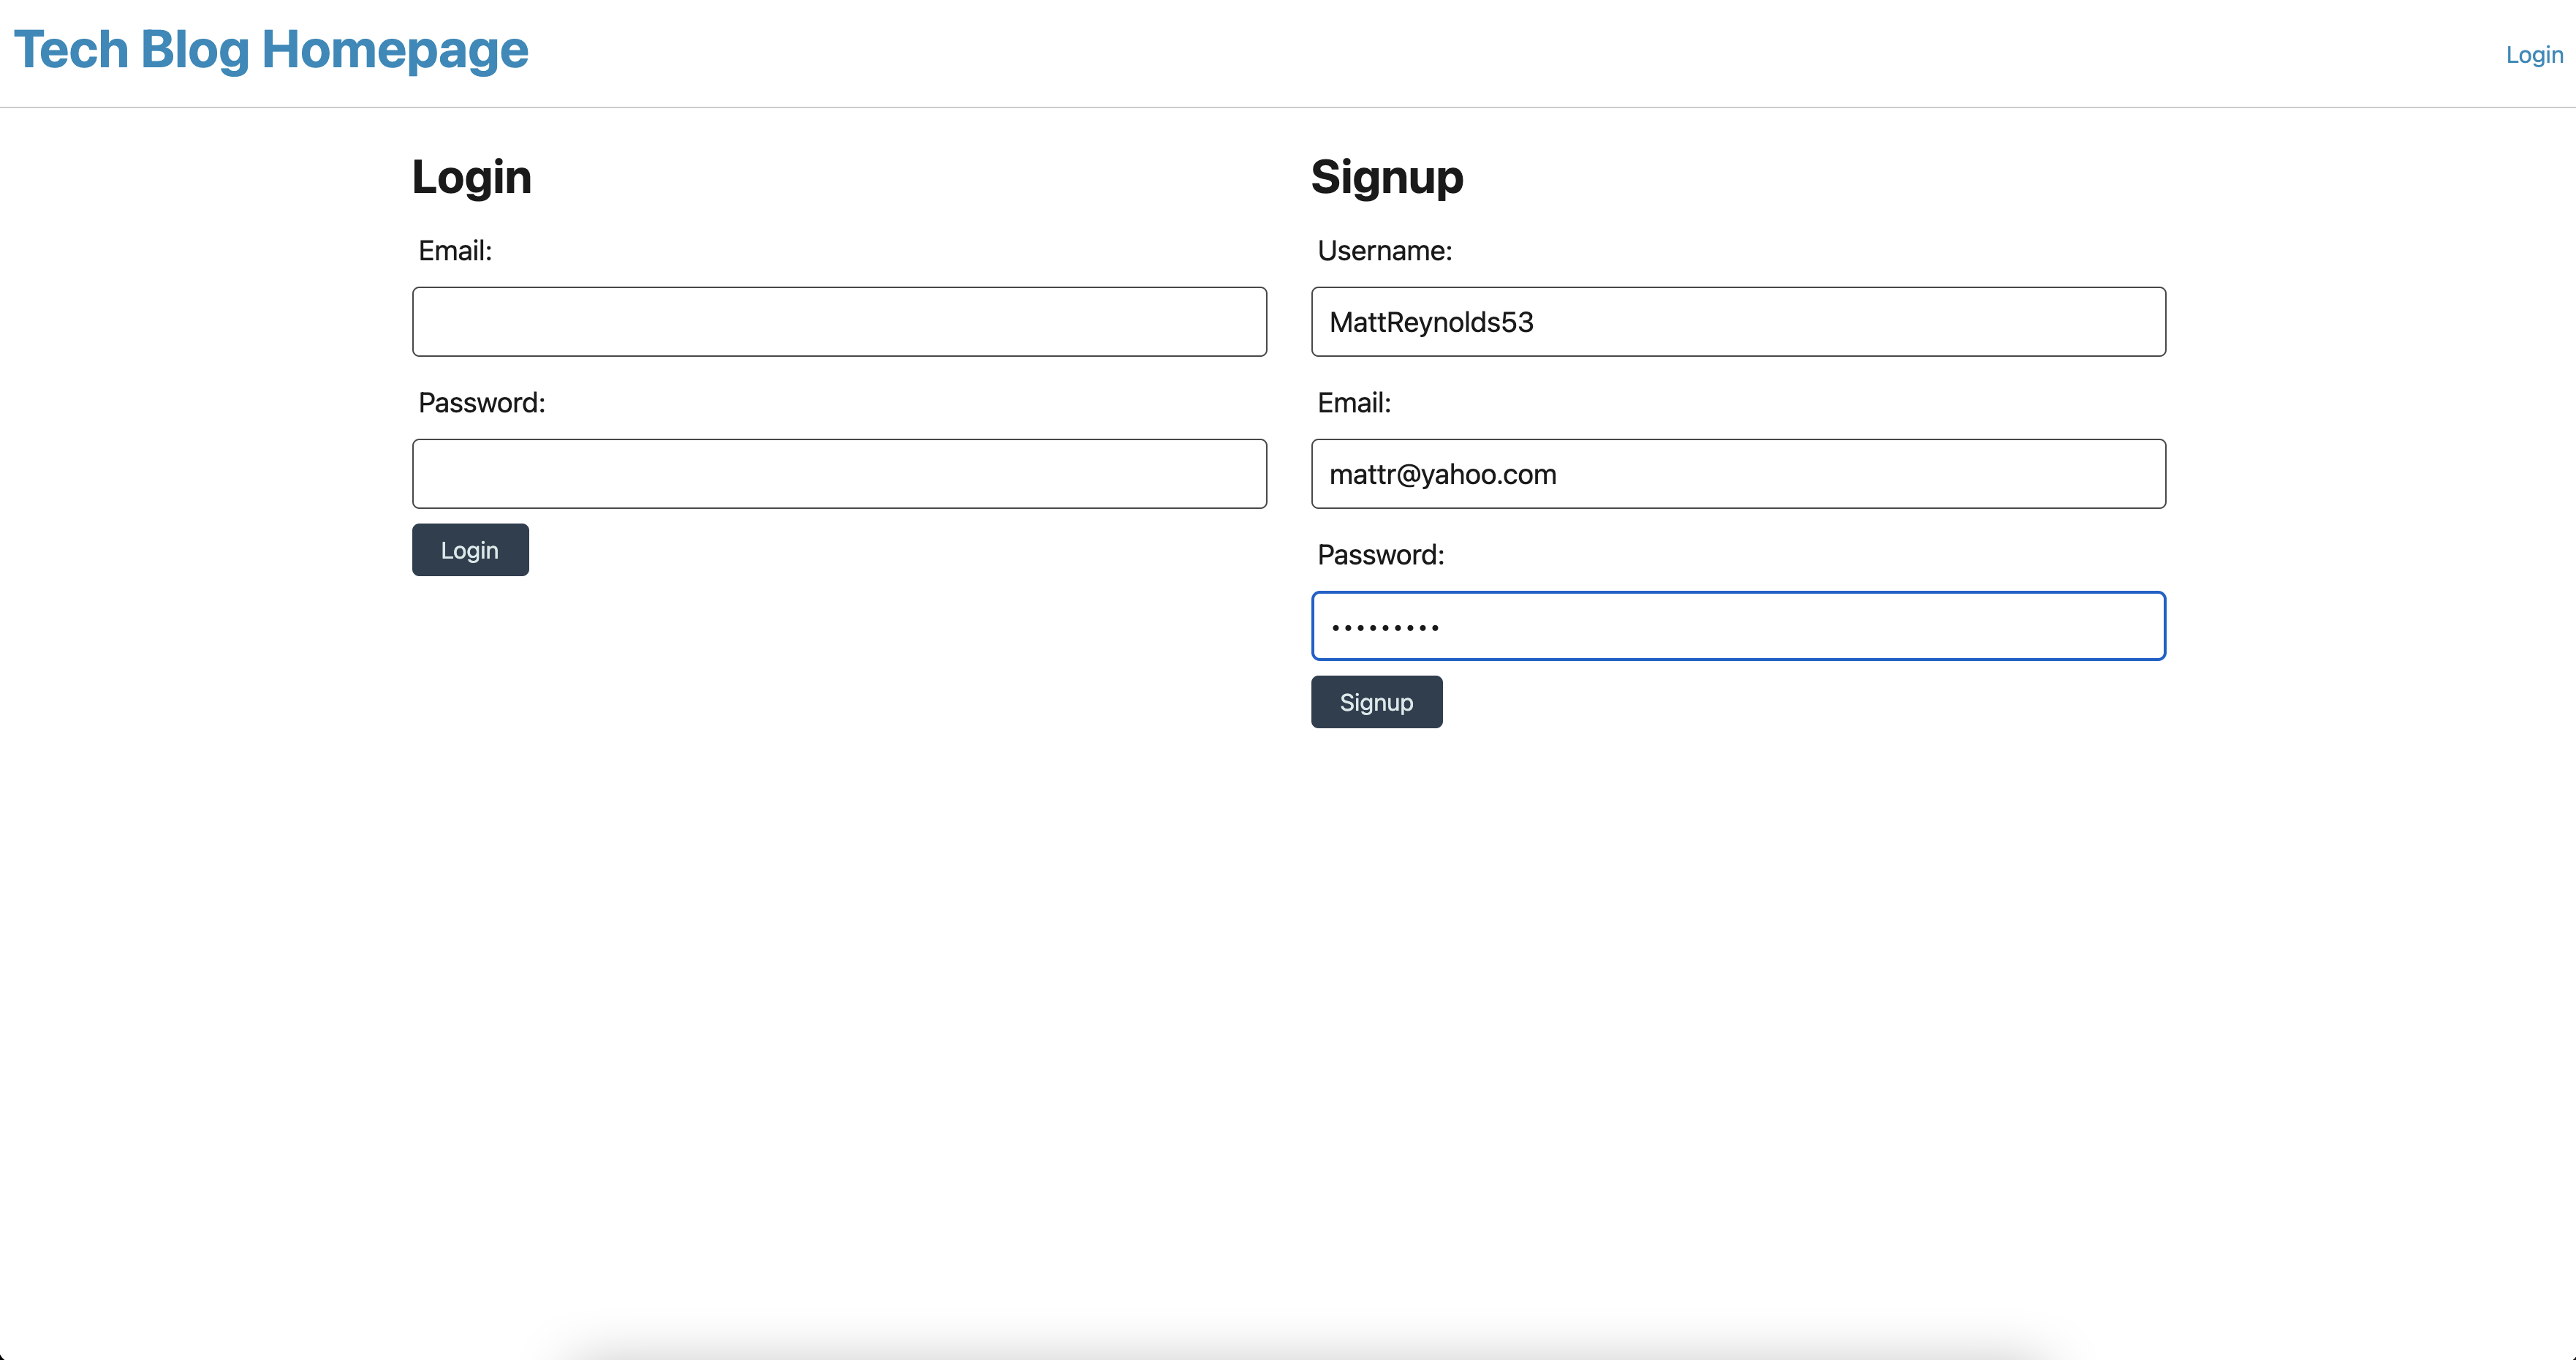 Tech Blog Homepage
Login
Login
Email:
Password:
Login
Signup
Username:
MattReynolds53
Email:
mattr@yahoo.com
Password:
•••••••••
Signup